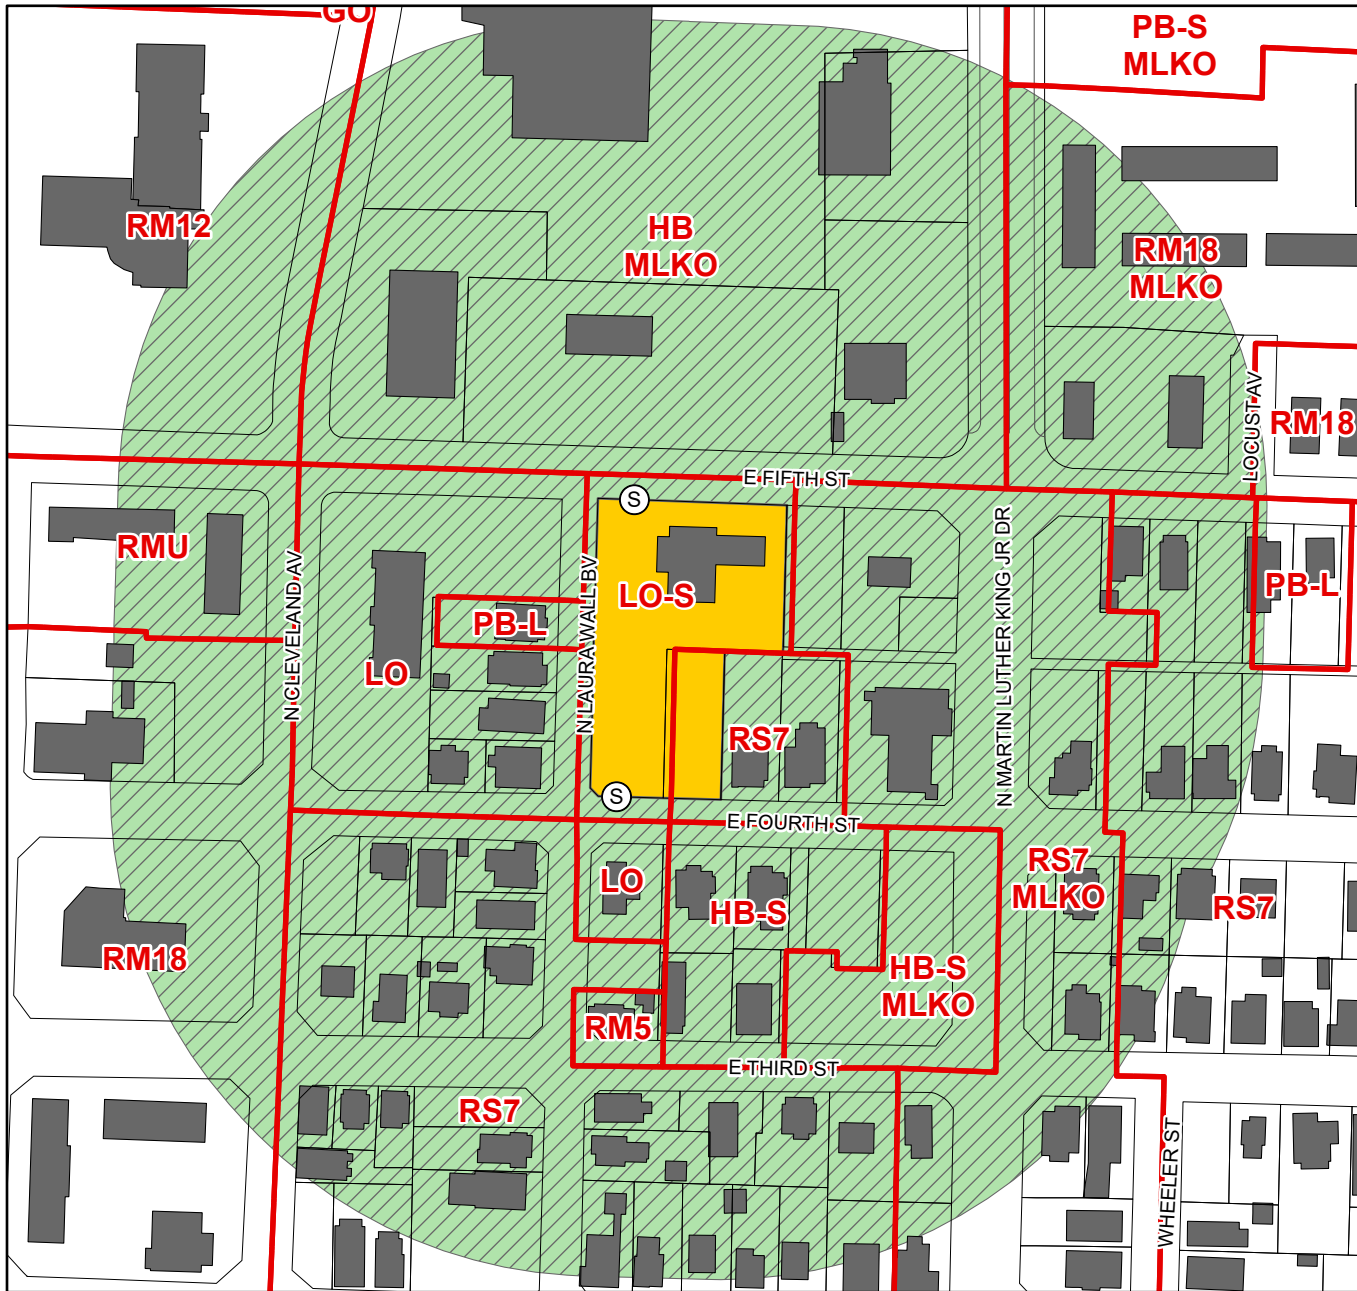 GO
PB-S
MLKO
RM12
HB
MLKO
RM18
MLKO
LOCUST AV
RM18
E FIFTH ST
S
RMU
N CLEVELAND AV
N LAURA WALL BV
LO-S
N MARTIN LUTHER KING JR DR
PB-L
PB-L
LO
RS7
S
E FOURTH ST
LO
HB-S
RS7
MLKO
RS7
RM18
HB-S
MLKO
RM5
E THIRD ST
RS7
WHEELER ST